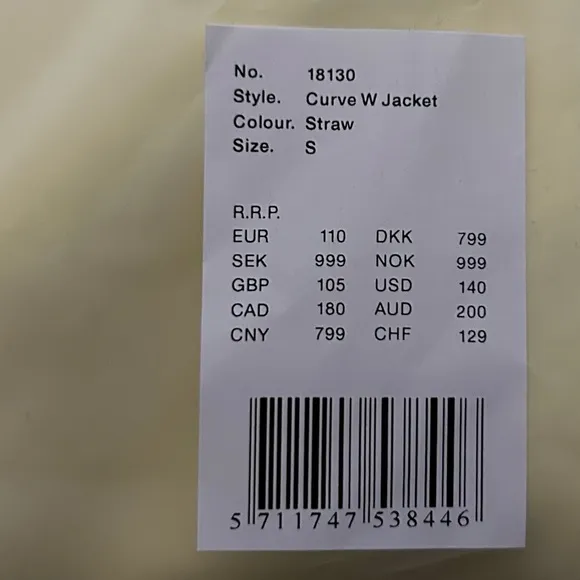 No. 18130
Style. Curve W Jacket
Colour. Straw
Size. S
R.R.P.
EUR 110 DKK 799
SEK 999 NOK 999
GBP 105 USD 140
CAD 180 AUD 200
CNY 799 CHF 129
5 711747 538446